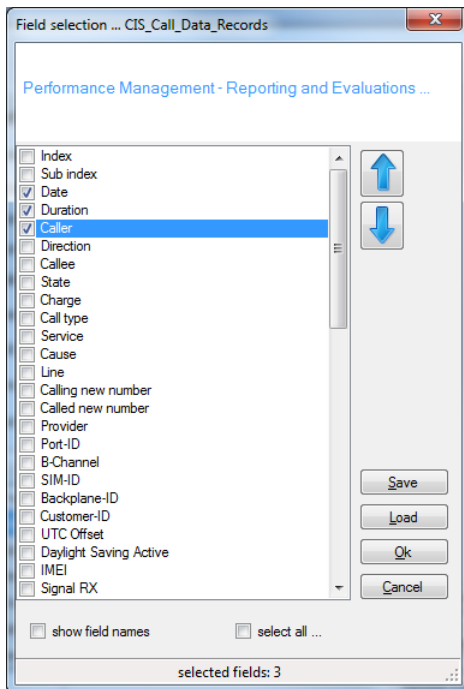 Field selection ... CIS_Call_Data_Records
Performance Management - Reporting and Evaluations ...
Index
Sub index
Date
Duration
Caller
Direction
Callee
State
Charge
Call type
Service
Cause
Line
Calling new number
Called new number
Provider
Port-ID
B-Channel
SIM-ID
Backplane-ID
Customer-ID
UTC Offset
Daylight Saving Active
IMEI
Signal RX
Save
Load
Ok
Cancel
show field names
select all ...
selected fields: 3